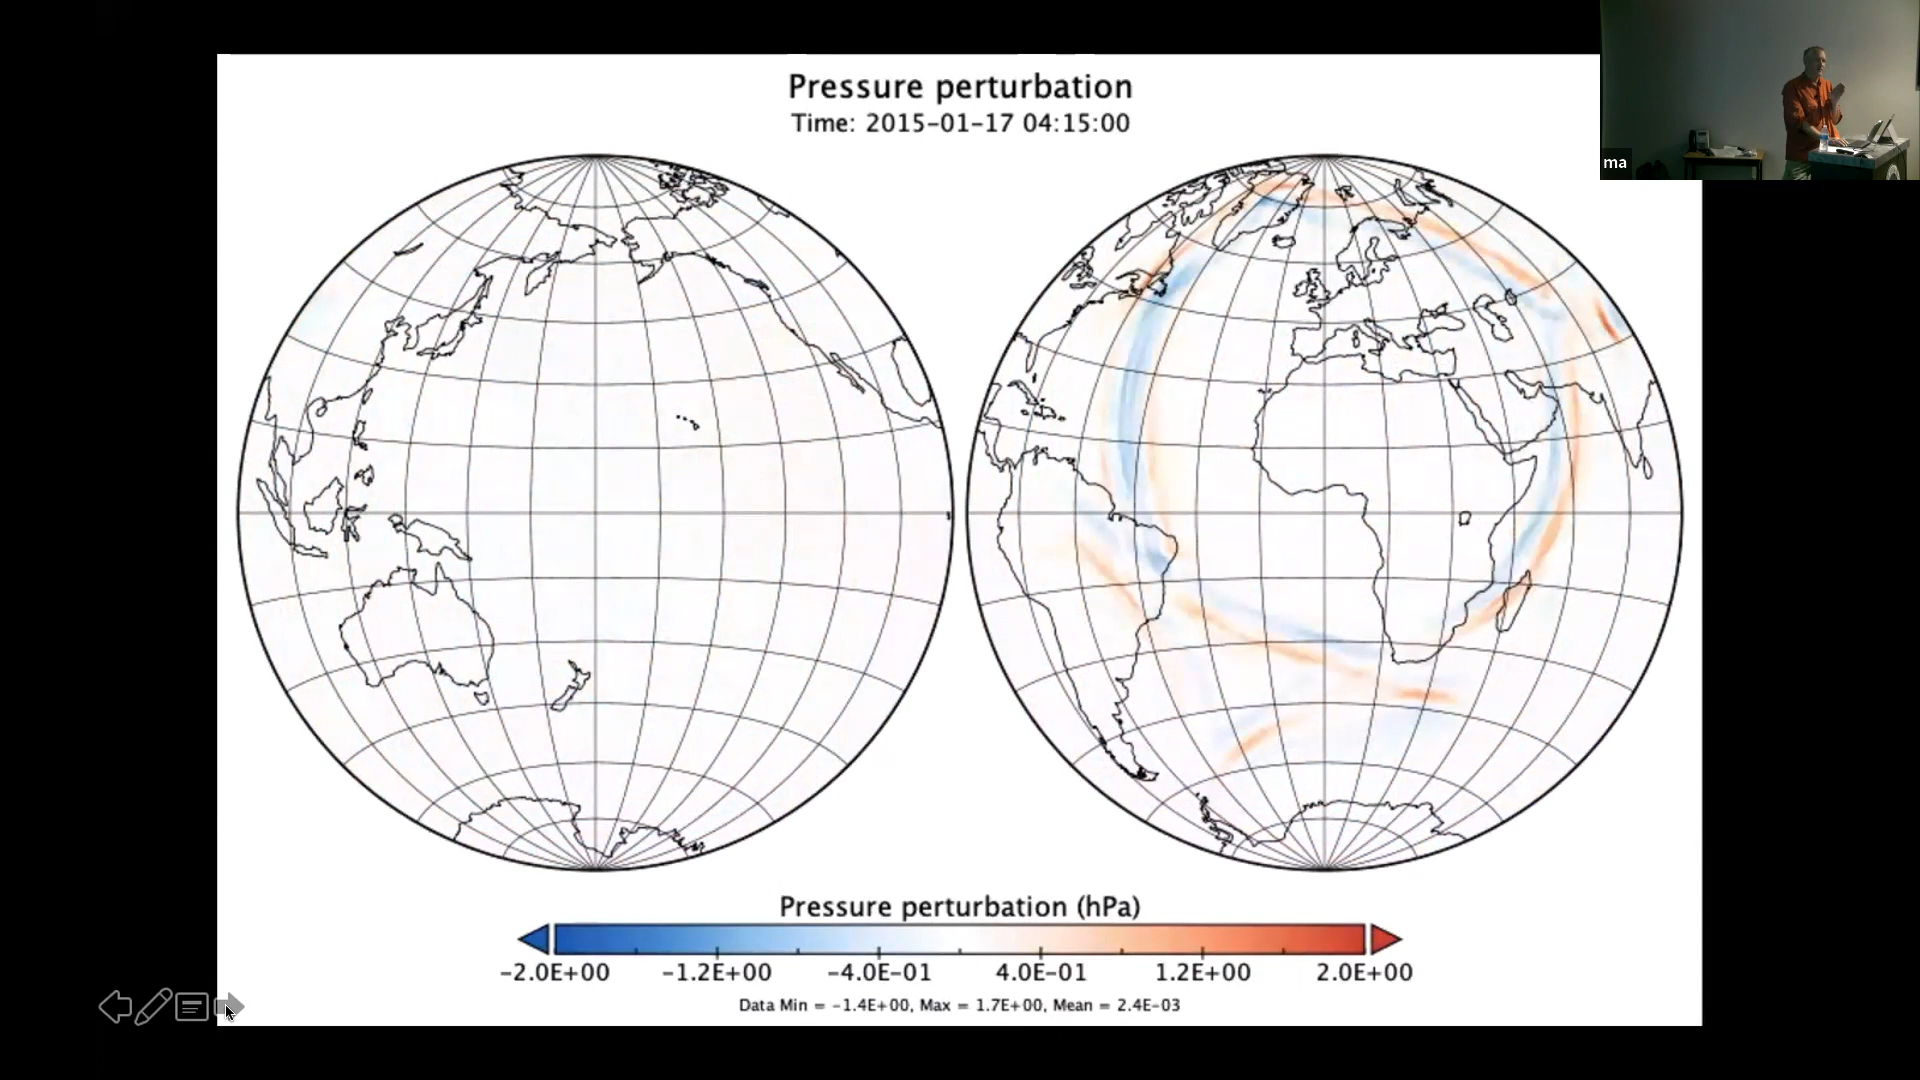 Pressure perturbation
Time: 2015-01-17 04:15:00
ma
Pressure perturbation (hPa)
-2.0E+00 -1.2E+00 -4.0E-01 4.0E-01 1.2E+00 2.0E+00
Data Min = -1.4E+00, Max = 1.7E+00, Mean = 2.4E-03